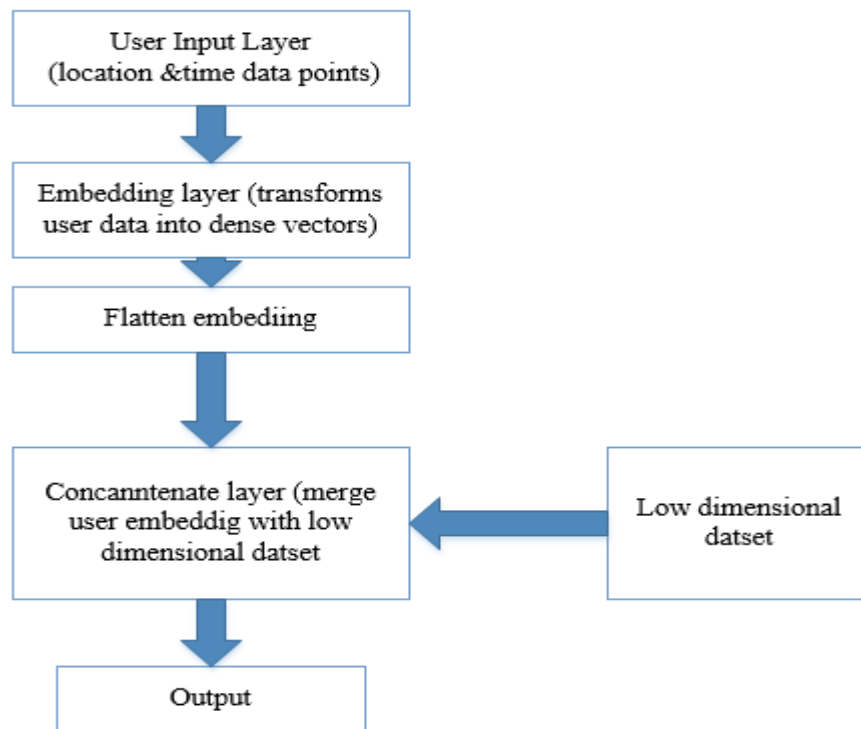 User Input Layer
(location &time data points)
Embedding layer (transforms
user data into dense vectors)
Flatten embediing
Concanntenate layer (merge
user embeddig with low
dimensional datset
Low dimensional
datset
Output